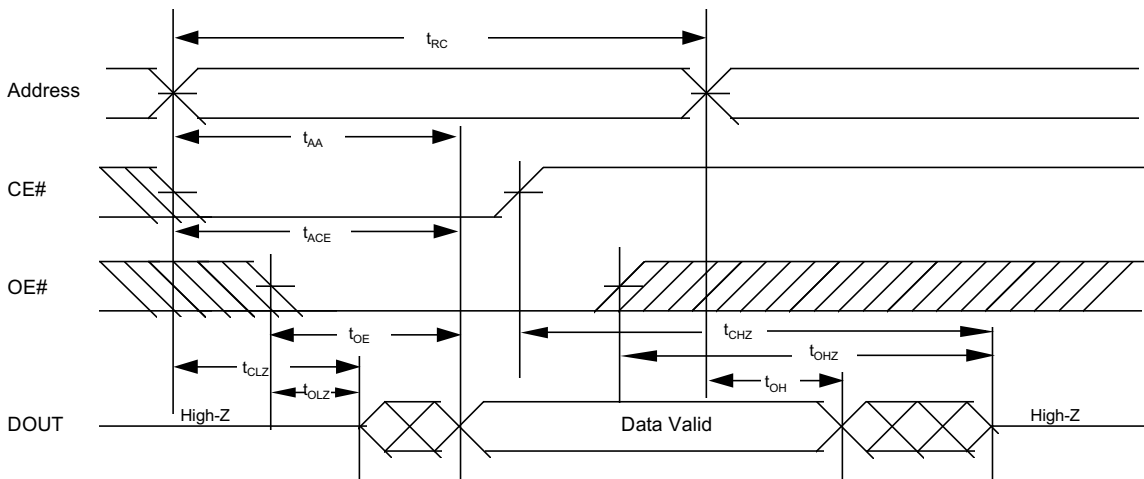 tRC
Address
tAA
CE#
tACE
OE#
tOE
tCHZ
tOHZ
tCLZ
tOH
tOLZ
DOUT
High-Z
Data Valid
High-Z